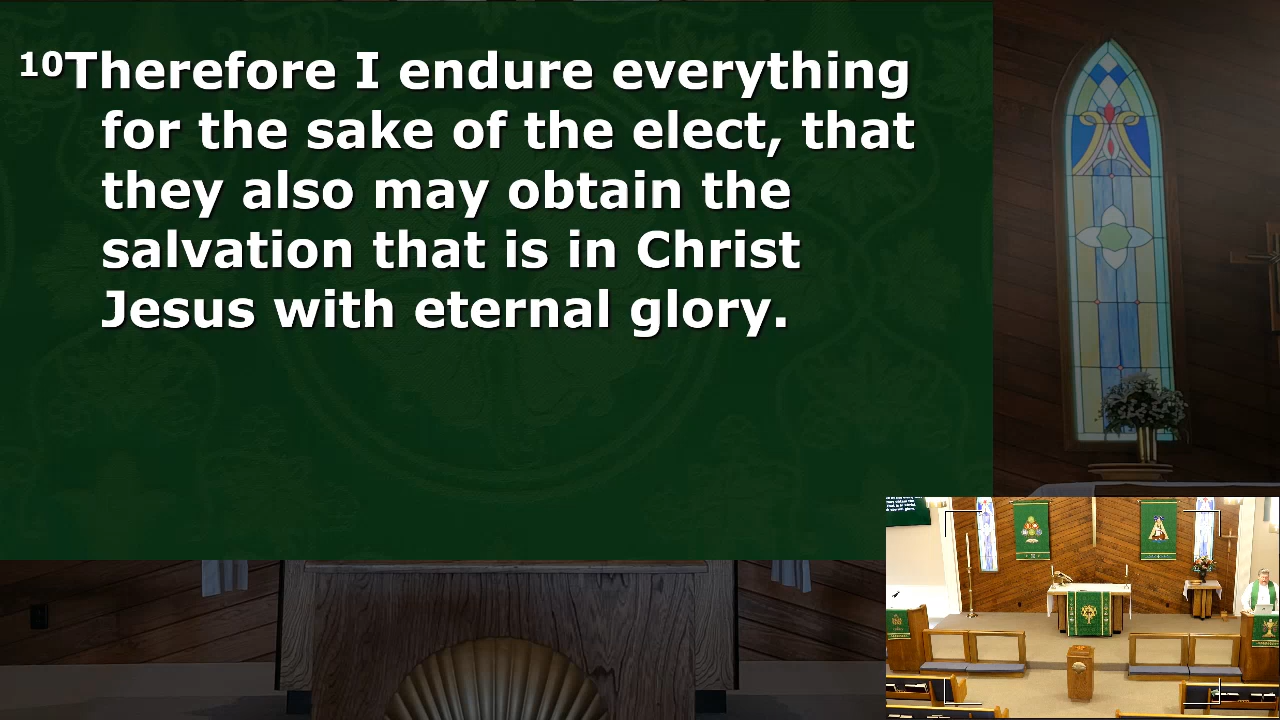 10Therefore I endure everything
for the sake of the elect, that
they also may obtain the
salvation that is in Christ
Jesus with eternal glory.